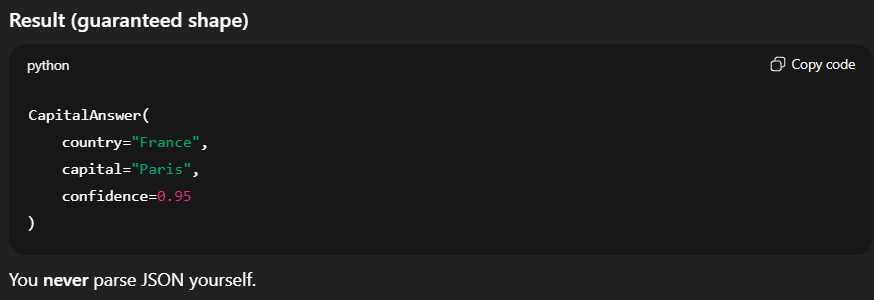 Result (guaranteed shape)
python Copy code
CapitalAnswer(
    country="France",
    capital="Paris",
    confidence=0.95
)
You never parse JSON yourself.